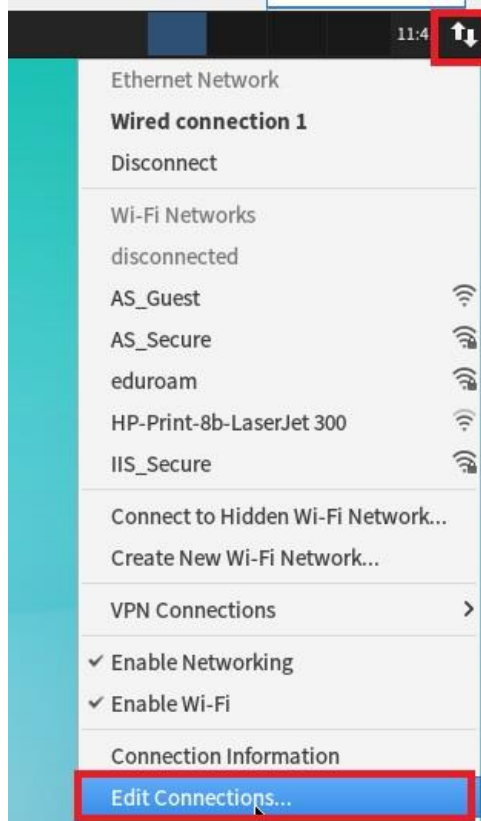 11:4
Ethernet Network
Wired connection 1
Disconnect
Wi-Fi Networks
disconnected
AS_Guest
AS_Secure
eduroam
HP-Print-8b-LaserJet 300
IIS_Secure
Connect to Hidden Wi-Fi Network...
Create New Wi-Fi Network...
VPN Connections
Enable Networking
Enable Wi-Fi
Connection Information
Edit Connections...